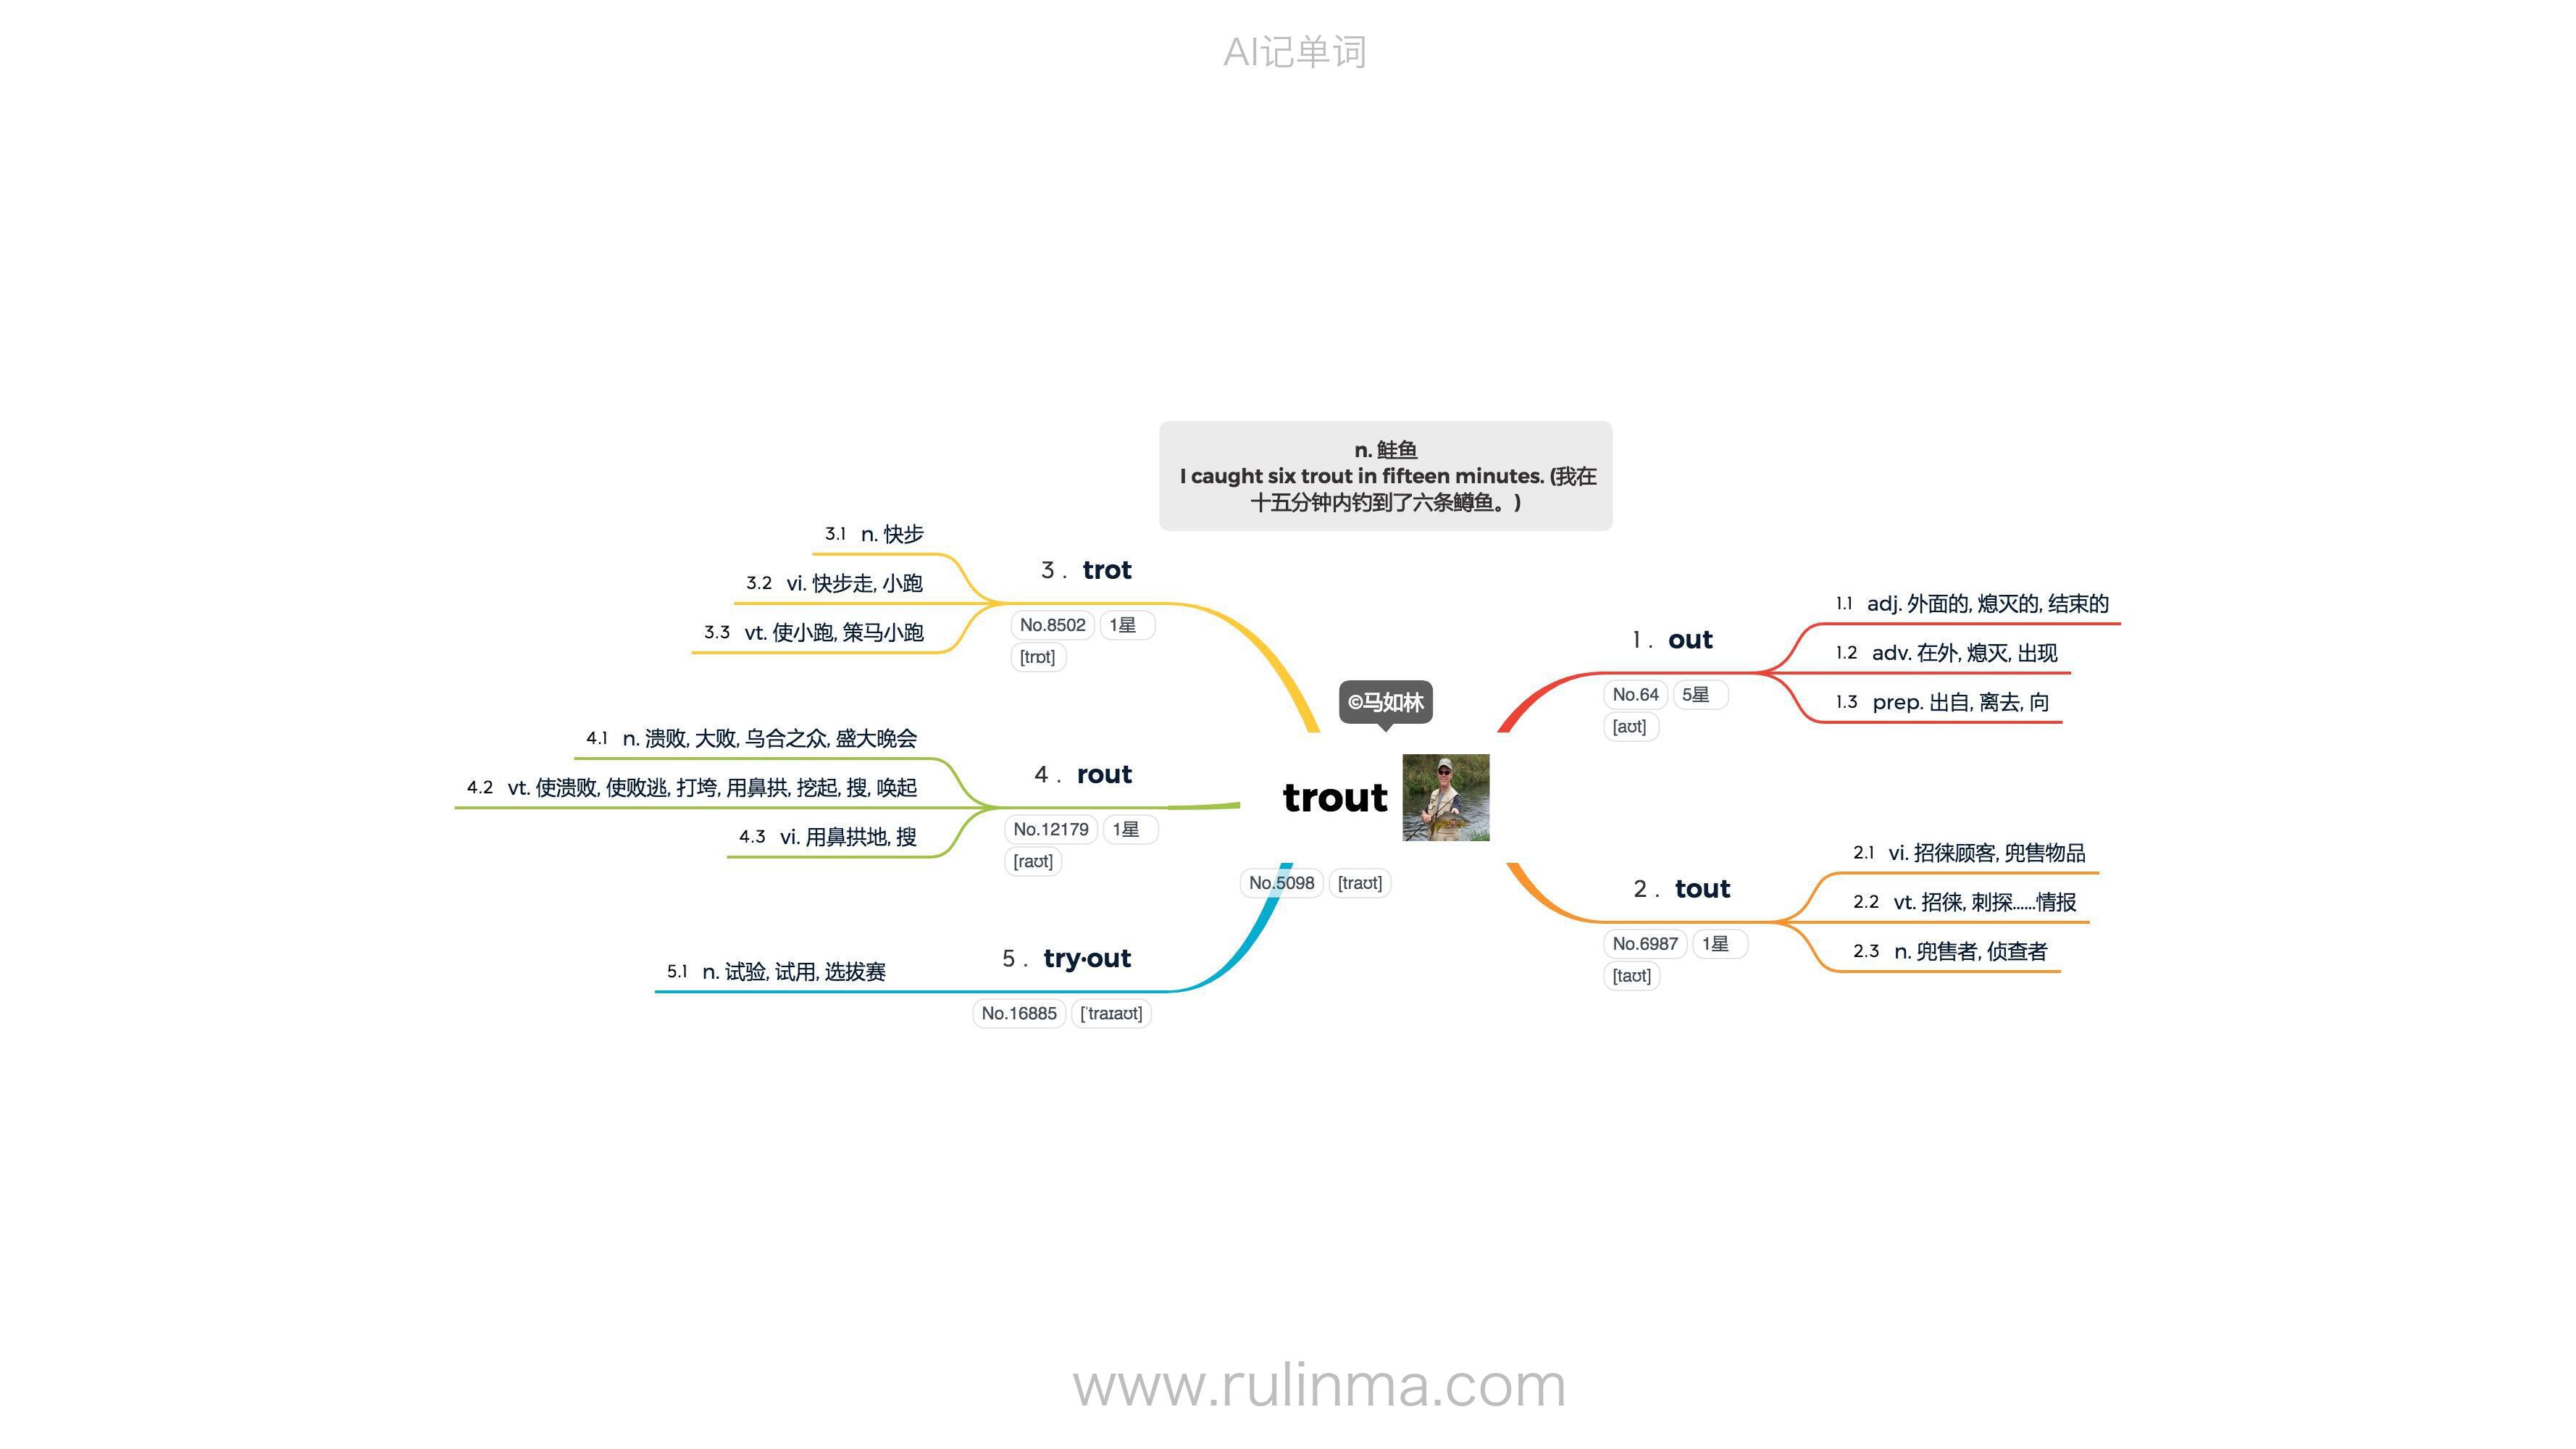 AI记单词
n. 鲑鱼
I caught six trout in fifteen minutes. (我在
十五分钟内钓到了六条鳟鱼。)
©马如林
trout
No.5098 [traʊt]
1. out
No.64 5星
[aʊt]
1.1 adj. 外面的, 熄灭的, 结束的
1.2 adv. 在外, 熄灭, 出现
1.3 prep. 出自, 离去, 向
2. tout
No.6987 1星
[taʊt]
2.1 vi. 招徕顾客, 兜售物品
2.2 vt. 招徕, 刺探......情报
2.3 n. 兜售者, 侦查者
3. trot
No.8502 1星
[trɒt]
3.1 n. 快步
3.2 vi. 快步走, 小跑
3.3 vt. 使小跑, 策马小跑
4. rout
No.12179 1星
[raʊt]
4.1 n. 溃败, 大败, 乌合之众, 盛大晚会
4.2 vt. 使溃败, 使败逃, 打垮, 用鼻拱, 挖起, 搜, 唤起
4.3 vi. 用鼻拱地, 搜
5. try·out
No.16885 [ˈtraɪaʊt]
5.1 n. 试验, 试用, 选拔赛
www.rulinma.com